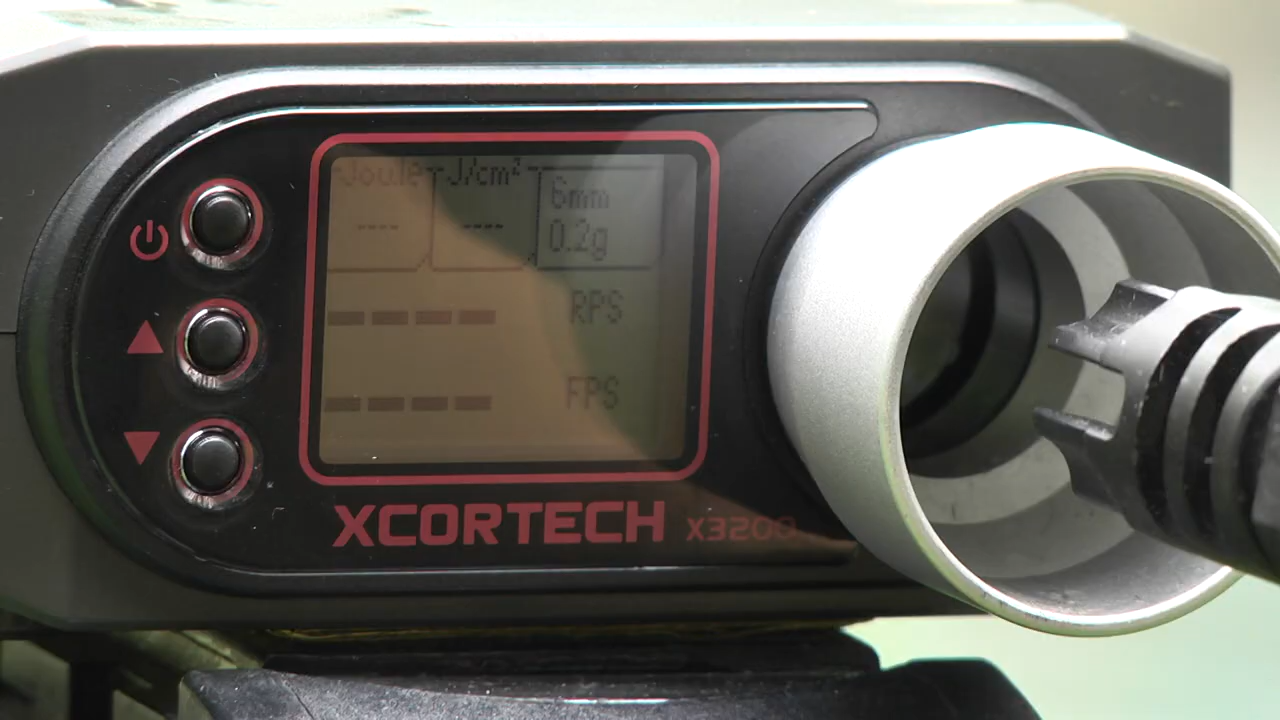 Joule J/cm² 6mm
---- ---- 0.2g
---- RPS
---- FPS
XCORTECH X3200